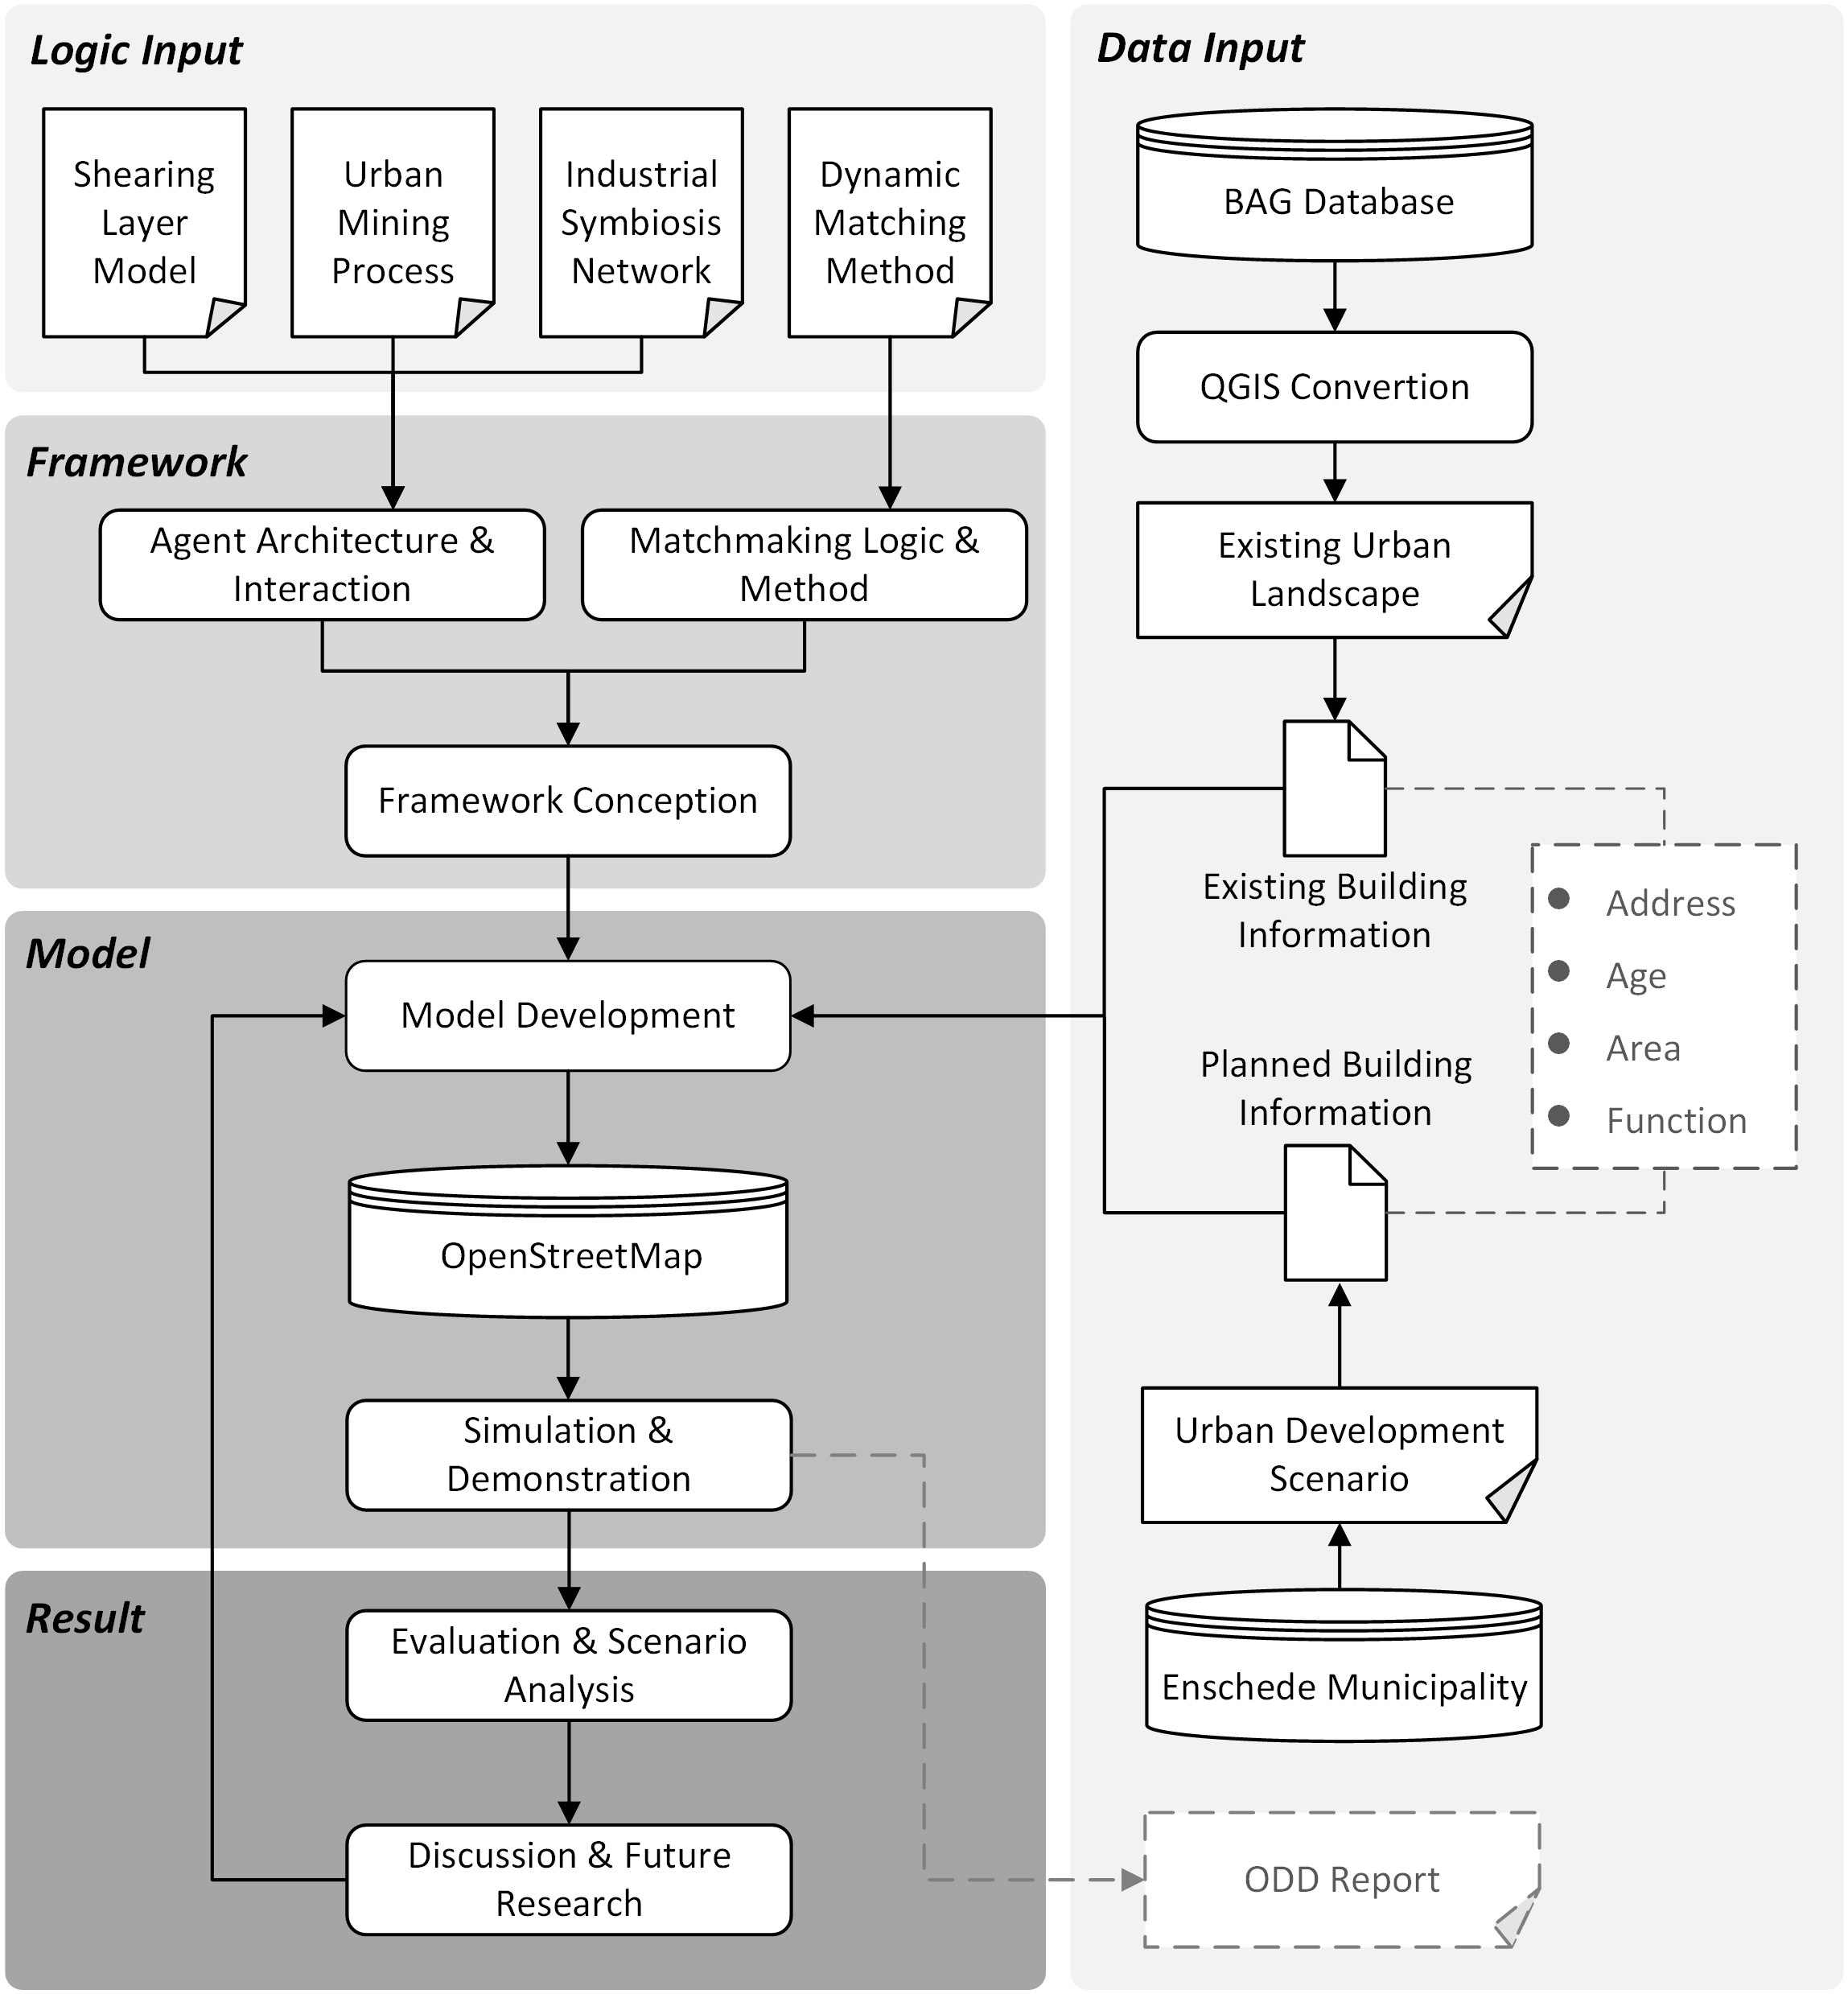 Logic Input
Shearing
Layer
Model
Urban
Mining
Process
Industrial
Symbiosis
Network
Dynamic
Matching
Method
Framework
Agent Architecture &
Interaction
Matchmaking Logic &
Method
Framework Conception
Model
Model Development
OpenStreetMap
Simulation &
Demonstration
Result
Evaluation & Scenario
Analysis
Discussion & Future
Research
Data Input
BAG Database
QGIS Convertion
Existing Urban
Landscape
Existing Building
Information
Address
Age
Area
Function
Planned Building
Information
Urban Development
Scenario
Enschede Municipality
ODD Report